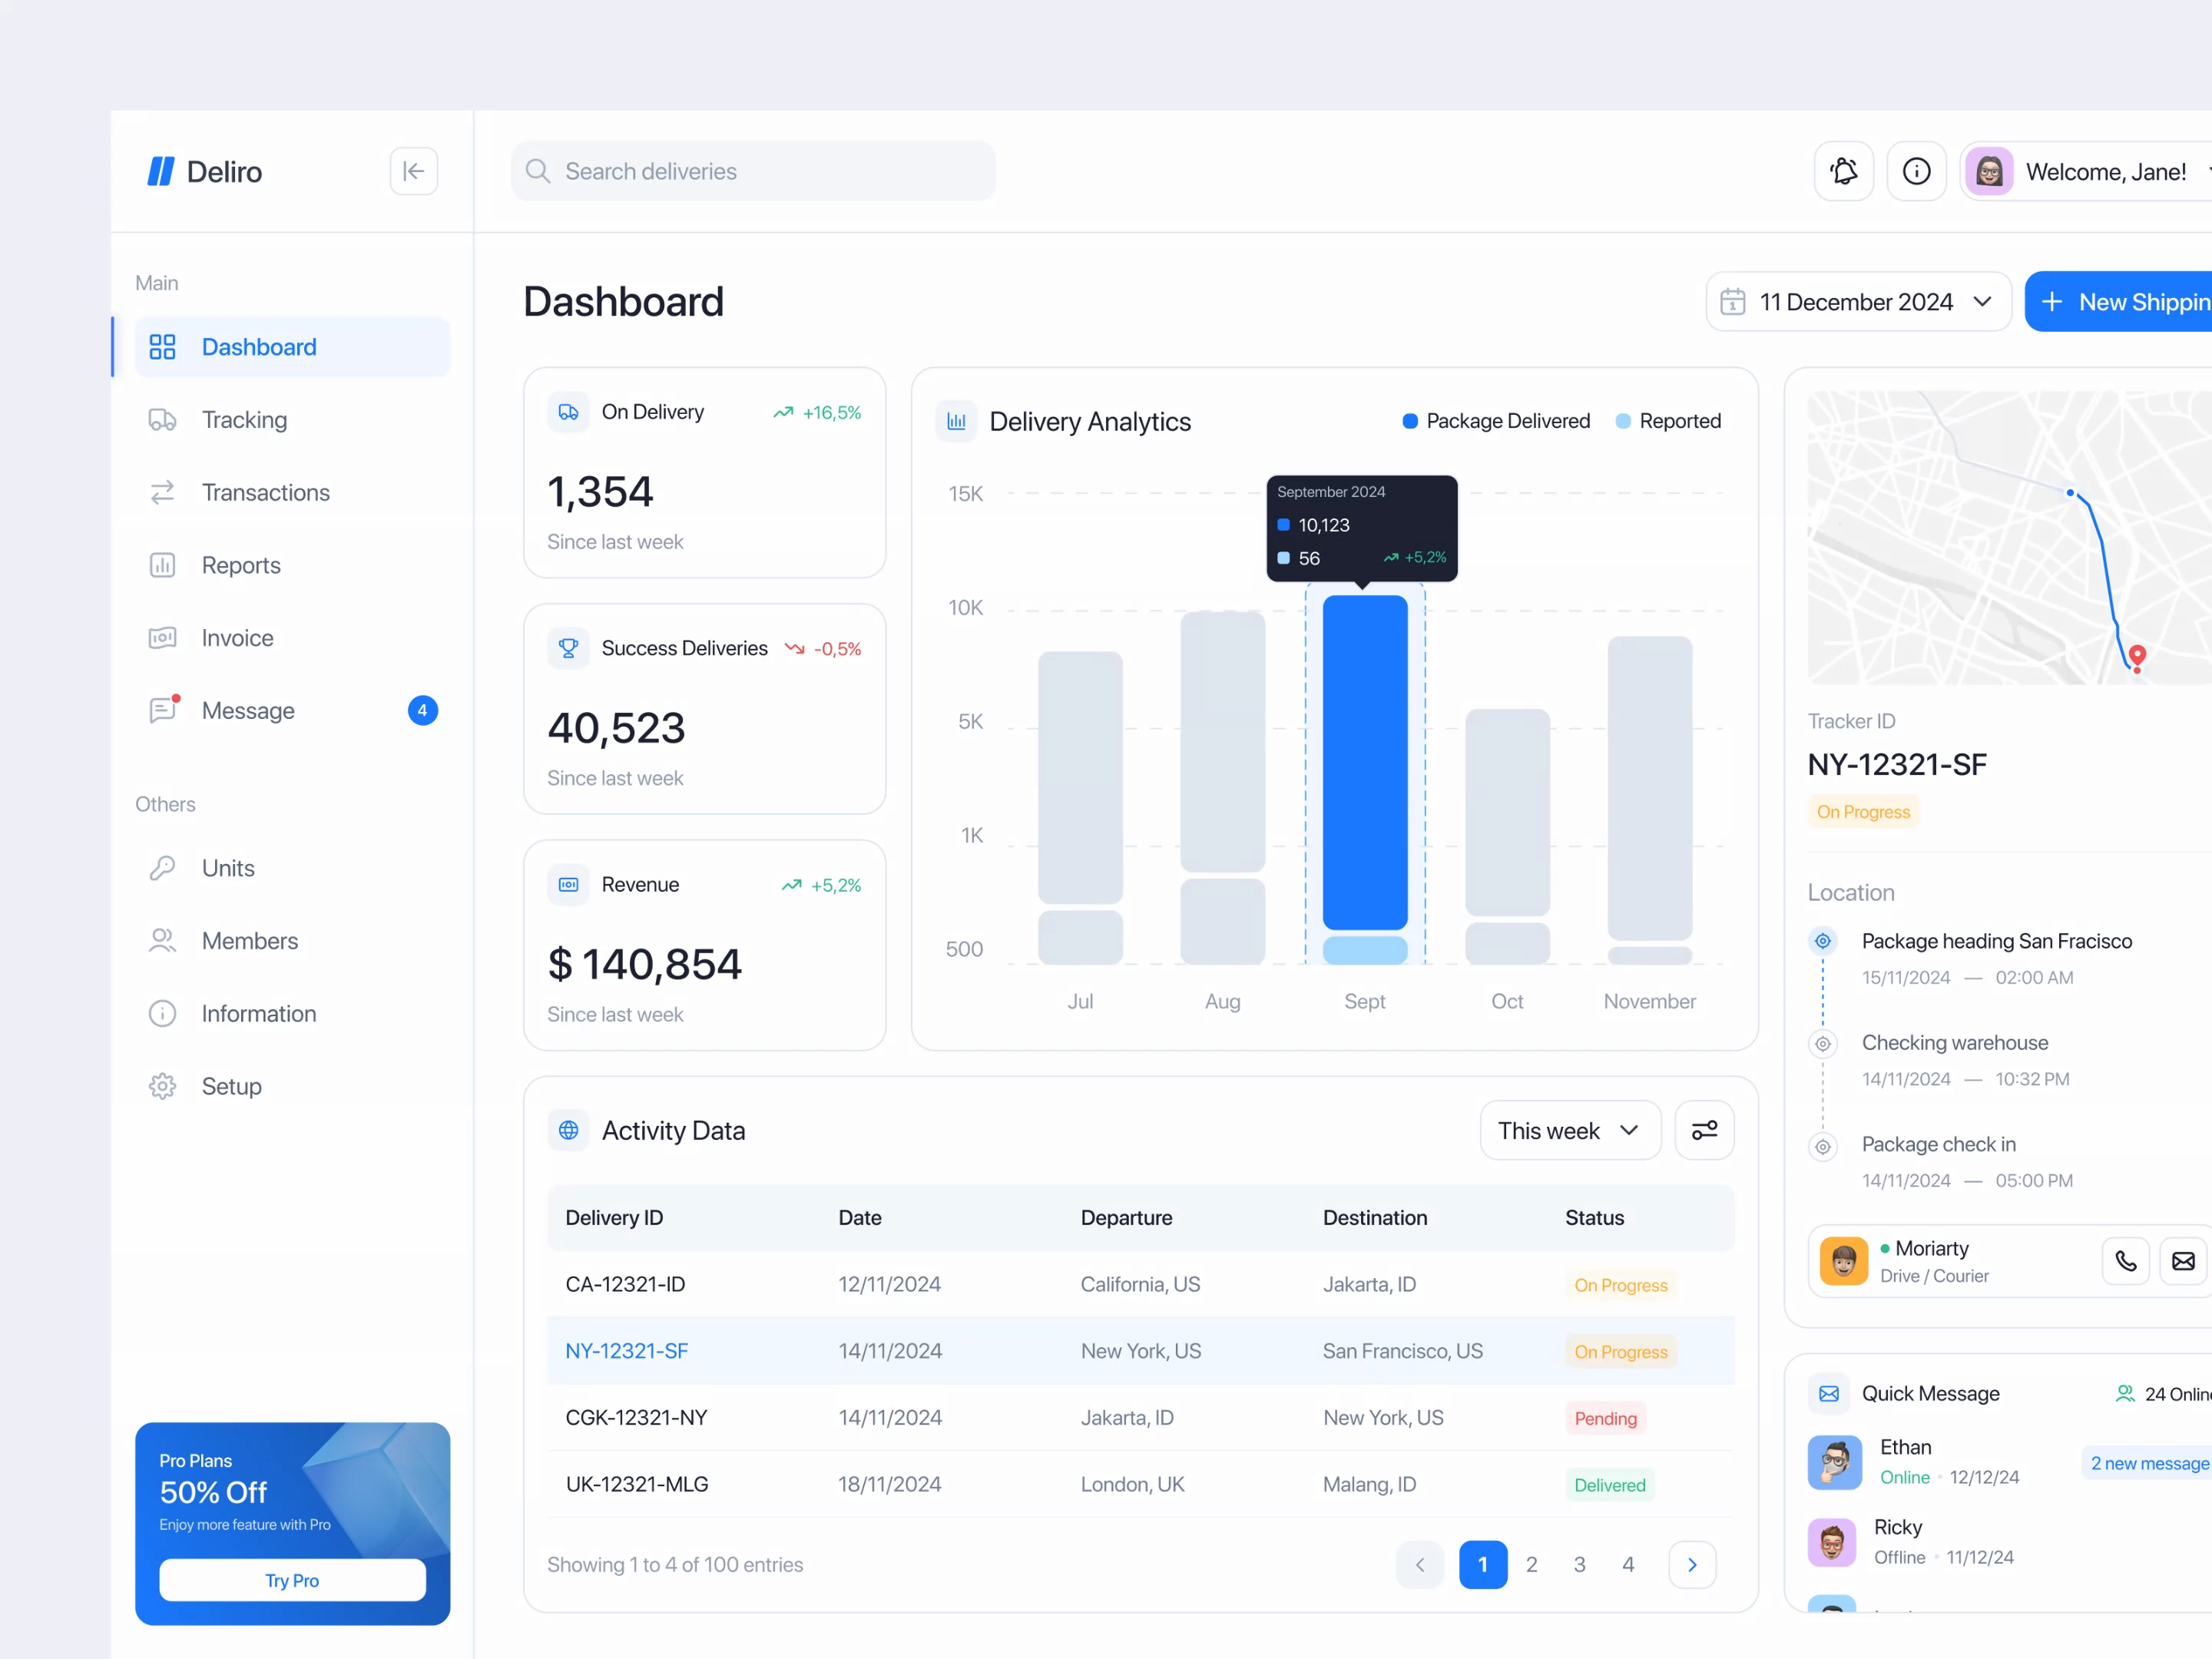 Deliro
Search deliveries
Welcome, Jane!
Main
Dashboard
Tracking
Transactions
Reports
Invoice
Message 4
Others
Units
Members
Information
Setup
Pro Plans
50% Off
Enjoy more feature with Pro
Try Pro
Dashboard
1 11 December 2024
New Shippin
On Delivery +16,5%
1,354
Since last week
Success Deliveries -0,5%
40,523
Since last week
Revenue +5,2%
$ 140,854
Since last week
Delivery Analytics
Package Delivered Reported
15K
10K
5K
1K
500
September 2024
10,123
56 +5,2%
Jul Aug Sept Oct November
Activity Data
This week
Delivery ID Date Departure Destination Status
CA-12321-ID 12/11/2024 California, US Jakarta, ID On Progress
NY-12321-SF 14/11/2024 New York, US San Francisco, US On Progress
CGK-12321-NY 14/11/2024 Jakarta, ID New York, US Pending
UK-12321-MLG 18/11/2024 London, UK Malang, ID Delivered
Showing 1 to 4 of 100 entries
1 2 3 4
Tracker ID
NY-12321-SF
On Progress
Location
Package heading San Fracisco
15/11/2024 — 02:00 AM
Checking warehouse
14/11/2024 — 10:32 PM
Package check in
14/11/2024 — 05:00 PM
Moriarty
Drive / Courier
Quick Message
24 Onlin
Ethan
Online • 12/12/24
2 new message
Ricky
Offline • 11/12/24